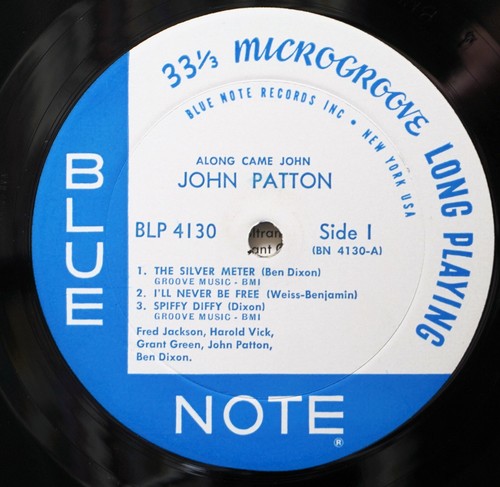 33 1/3 MICROGROOVE LONG PLAYING
BLUE NOTE RECORDS INC • NEW YORK USA
ALONG CAME JOHN
JOHN PATTON
BLP 4130
Side 1
(BN 4130-A)
1. THE SILVER METER (Ben Dixon)
GROOVE MUSIC - BMI
2. I'LL NEVER BE FREE (Weiss-Benjamin)
3. SPIFFY DIFFY (Dixon)
GROOVE MUSIC - BMI
Fred Jackson, Harold Vick,
Grant Green, John Patton,
Ben Dixon.
BLUE
NOTE®